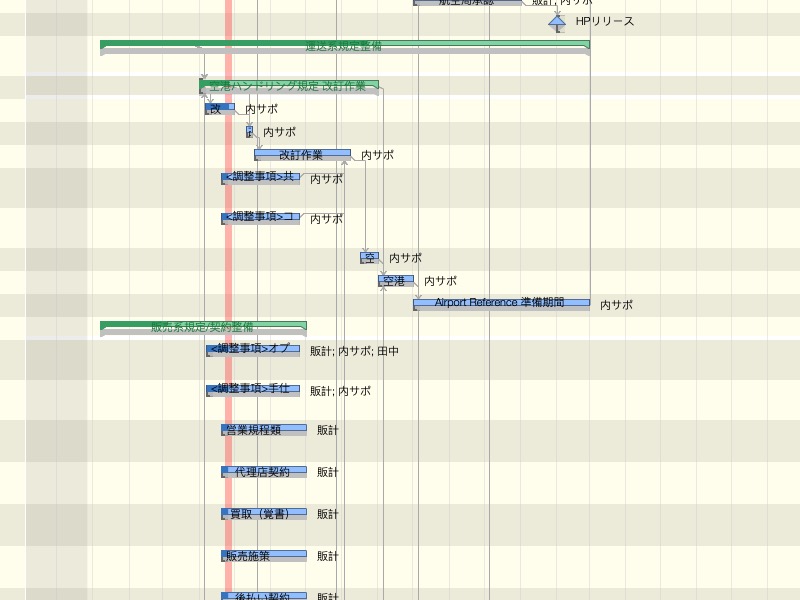 航空局承認 販計; 内サポ
HPリリース
運送系規定整備
空港ハンドリング規定 改訂作業
改 内サポ
内サポ
改訂作業 内サポ
<調整事項>共 内サポ
<調整事項>コ 内サポ
空 内サポ
空港 内サポ
Airport Reference 準備期間 内サポ
販売系規定/契約整備
<調整事項>オプ 販計; 内サポ; 田中
<調整事項>手仕 販計; 内サポ
営業規程類 販計
代理店契約 販計
買取（覚書） 販計
販売施策 販計
後払い契約 販計